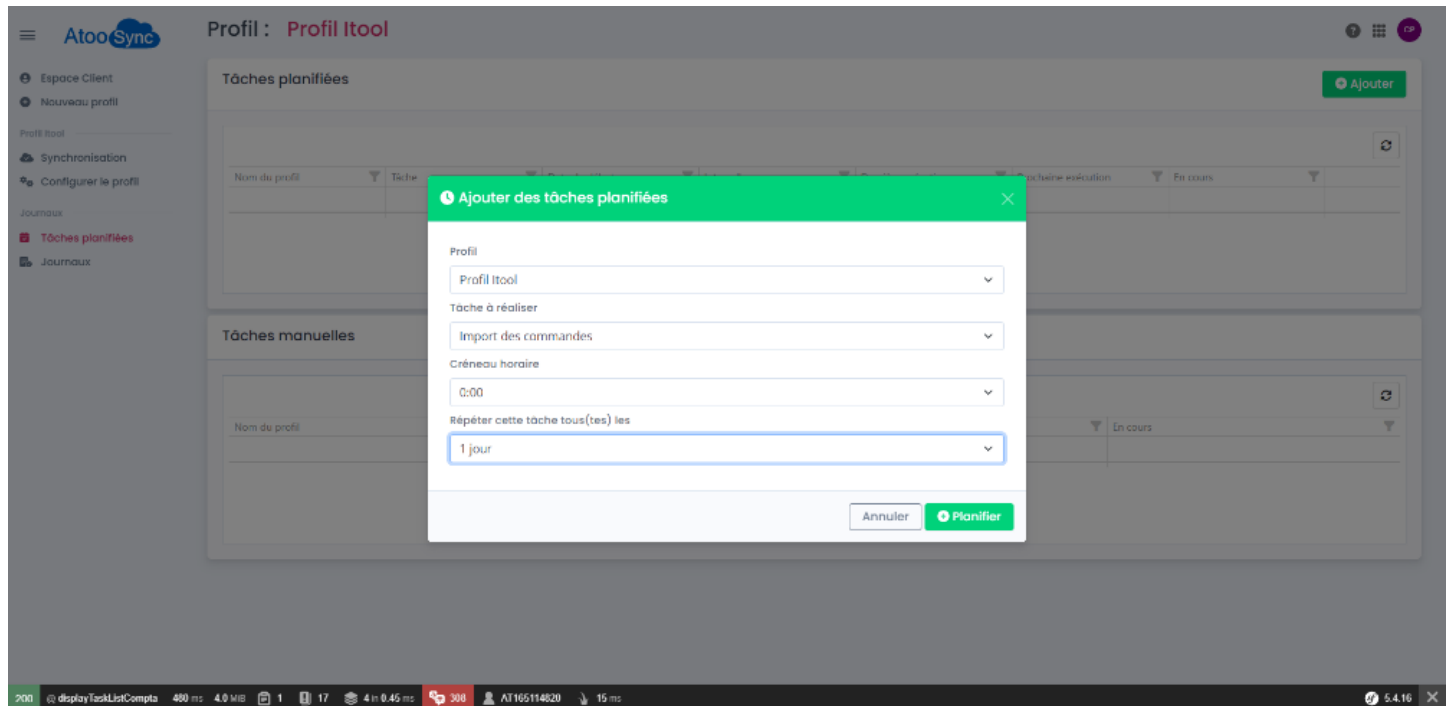 AtooSync
Profil : Profil Itool
CP
Espace Client
Nouveau profil
Profil Itool
Synchronisation
Configurer le profil
Journaux
Tâches planifiées
Journaux
Tâches planifiées
Ajouter
Nom du profil Tâche Prochaine exécution En cours
Ajouter des tâches planifiées
Profil
Profil Itool
Tâche à réaliser
Import des commandes
Créneau horaire
0:00
Répéter cette tâche tous(tes) les
1 jour
Annuler Planifier
Tâches manuelles
Nom du profil En cours
200 @ displayTaskListCompta 480 ms 4.0 MiB 1 17 4 in 0.45 ms 308 AT165114820 15 ms 5.4.16